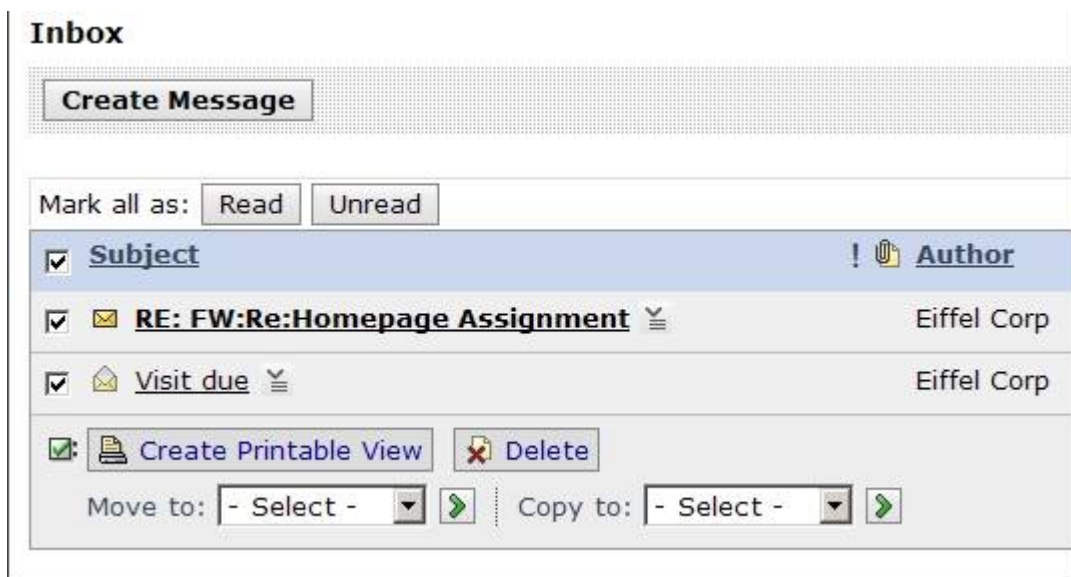 Inbox
Create Message
Mark all as: Read Unread
Subject ! Author
RE: FW:Re:Homepage Assignment Eiffel Corp
Visit due Eiffel Corp
: Create Printable View Delete
Move to: - Select - Copy to: - Select -